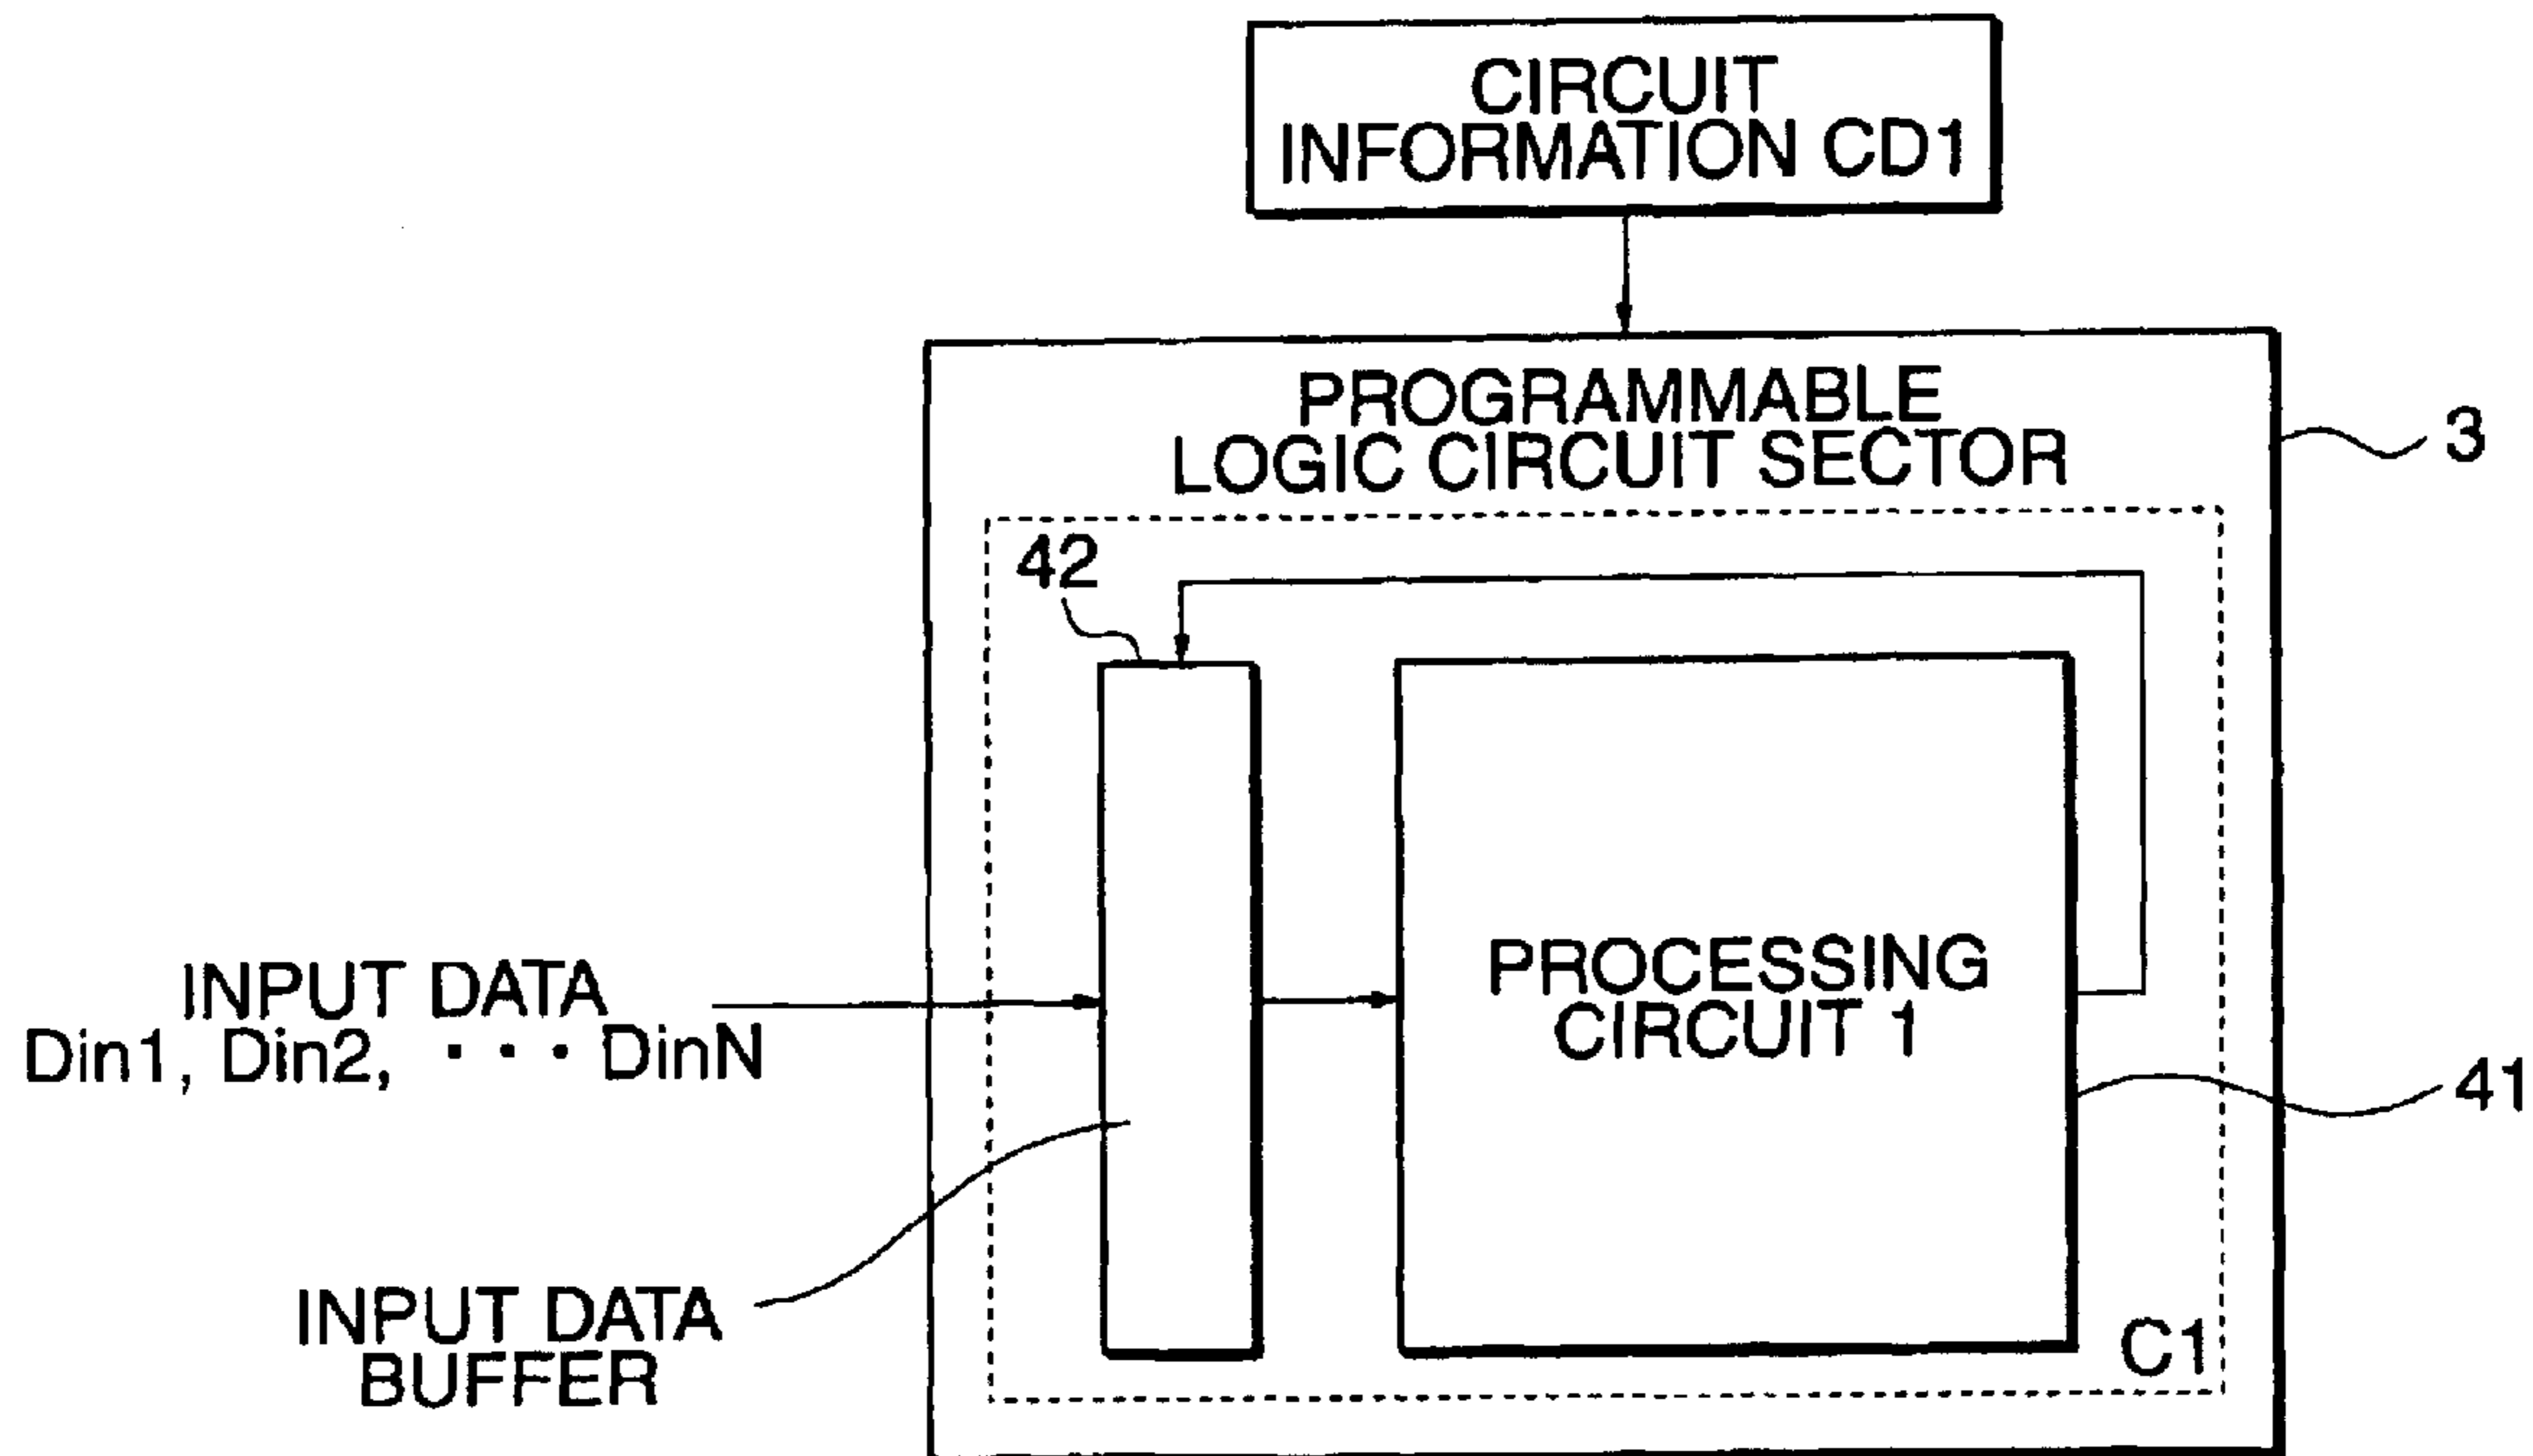 CIRCUIT
INFORMATION CD1
PROGRAMMABLE
LOGIC CIRCUIT SECTOR
3
42
INPUT DATA
Din1, Din2, ・・・ DinN
PROCESSING
CIRCUIT 1
41
INPUT DATA
BUFFER
C1